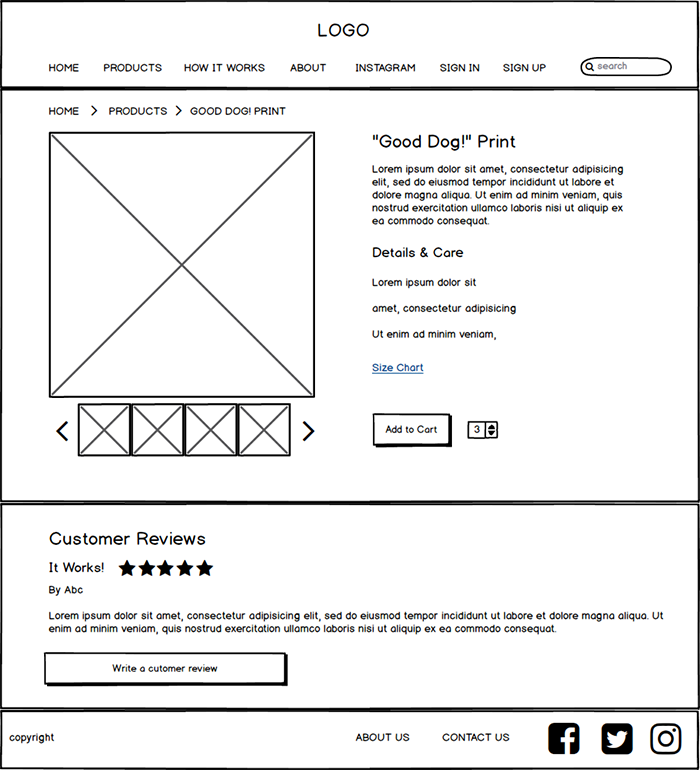 LOGO
HOME PRODUCTS HOW IT WORKS ABOUT INSTAGRAM SIGN IN SIGN UP search
HOME > PRODUCTS > GOOD DOG! PRINT
"Good Dog!" Print
Lorem ipsum dolor sit amet, consectetur adipisicing
elit, sed do eiusmod tempor incididunt ut labore et
dolore magna aliqua. Ut enim ad minim veniam, quis
nostrud exercitation ullamco laboris nisi ut aliquip ex
ea commodo consequat.
Details & Care
Lorem ipsum dolor sit
amet, consectetur adipisicing
Ut enim ad minim veniam,
Size Chart
Add to Cart 3
Customer Reviews
It Works!
By Abc
Lorem ipsum dolor sit amet, consectetur adipisicing elit, sed do eiusmod tempor incididunt ut labore et dolore magna aliqua. Ut
enim ad minim veniam, quis nostrud exercitation ullamco laboris nisi ut aliquip ex ea commodo consequat.
Write a cutomer review
copyright ABOUT US CONTACT US